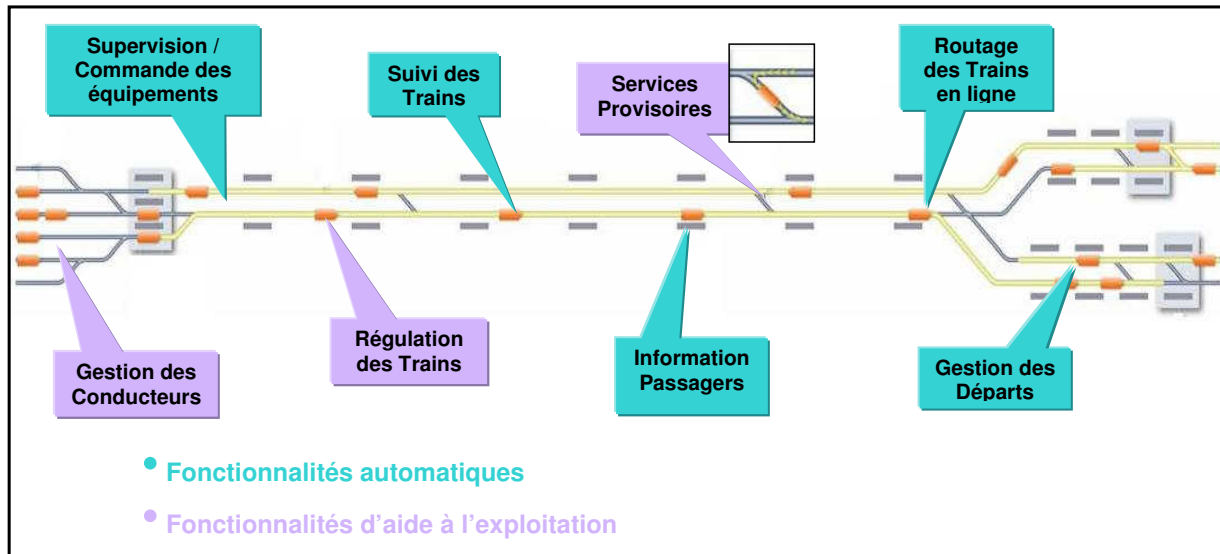 Supervision /
Commande des
équipements
Suivi des
Trains
Services
Provisoires
Routage
des Trains
en ligne
Gestion des
Conducteurs
Régulation
des Trains
Information
Passagers
Gestion des
Départs
• Fonctionnalités automatiques
• Fonctionnalités d'aide à l'exploitation